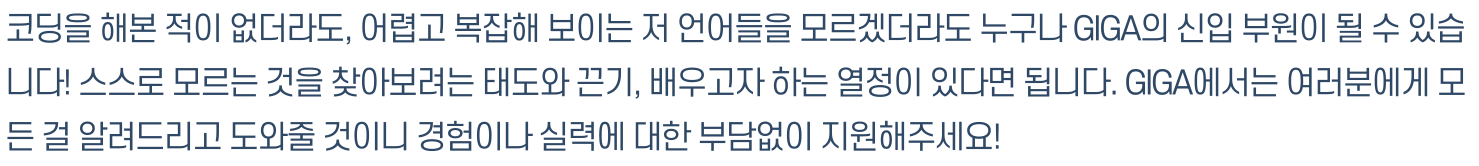 코딩을 해본 적이 없더라도, 어렵고 복잡해 보이는 저 언어들을 모르겠더라도 누구나 GIGA의 신입 부원이 될 수 있습
니다! 스스로 모르는 것을 찾아보려는 태도와 끈기, 배우고자 하는 열정이 있다면 됩니다. GIGA에서는 여러분에게 모
든 걸 알려드리고 도와줄 것이니 경험이나 실력에 대한 부담없이 지원해주세요!